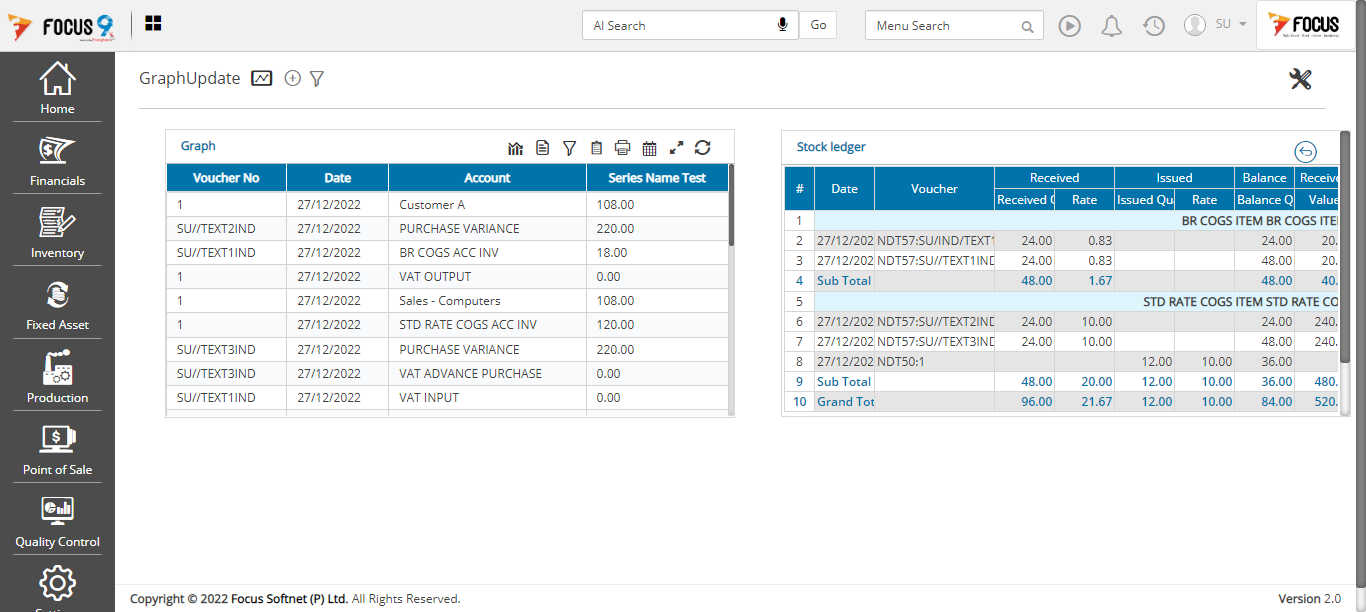 FOCUS 9
AI Search
Go
Menu Search
SU
FOCUS
Home
Financials
Inventory
Fixed Asset
Production
Point of Sale
Quality Control
GraphUpdate
Graph
Voucher No Date Account Series Name Test
1 27/12/2022 Customer A 108.00
SU//TEXT2IND 27/12/2022 PURCHASE VARIANCE 220.00
SU//TEXT1IND 27/12/2022 BR COGS ACC INV 18.00
1 27/12/2022 VAT OUTPUT 0.00
1 27/12/2022 Sales - Computers 108.00
1 27/12/2022 STD RATE COGS ACC INV 120.00
SU//TEXT3IND 27/12/2022 PURCHASE VARIANCE 220.00
SU//TEXT3IND 27/12/2022 VAT ADVANCE PURCHASE 0.00
SU//TEXT1IND 27/12/2022 VAT INPUT 0.00
Stock ledger
# Date Voucher Received Issued Balance Receive
Received Q Rate Issued Qu Rate Balance Q Value
1 BR COGS ITEM BR COGS ITE
2 27/12/202 NDT57:SU/IND/TEXT1 24.00 0.83 24.00 20.
3 27/12/202 NDT57:SU//TEXT1IND 24.00 0.83 48.00 20.
4 Sub Total 48.00 1.67 48.00 40.
5 STD RATE COGS ITEM STD RATE CO
6 27/12/202 NDT57:SU//TEXT2IND 24.00 10.00 24.00 240.
7 27/12/202 NDT57:SU//TEXT3IND 24.00 10.00 48.00 240.
8 27/12/202 NDT50:1 12.00 10.00 36.00
9 Sub Total 48.00 20.00 12.00 10.00 36.00 480.
10 Grand Tot 96.00 21.67 12.00 10.00 84.00 520.
Copyright © 2022 Focus Softnet (P) Ltd. All Rights Reserved.
Version 2.0